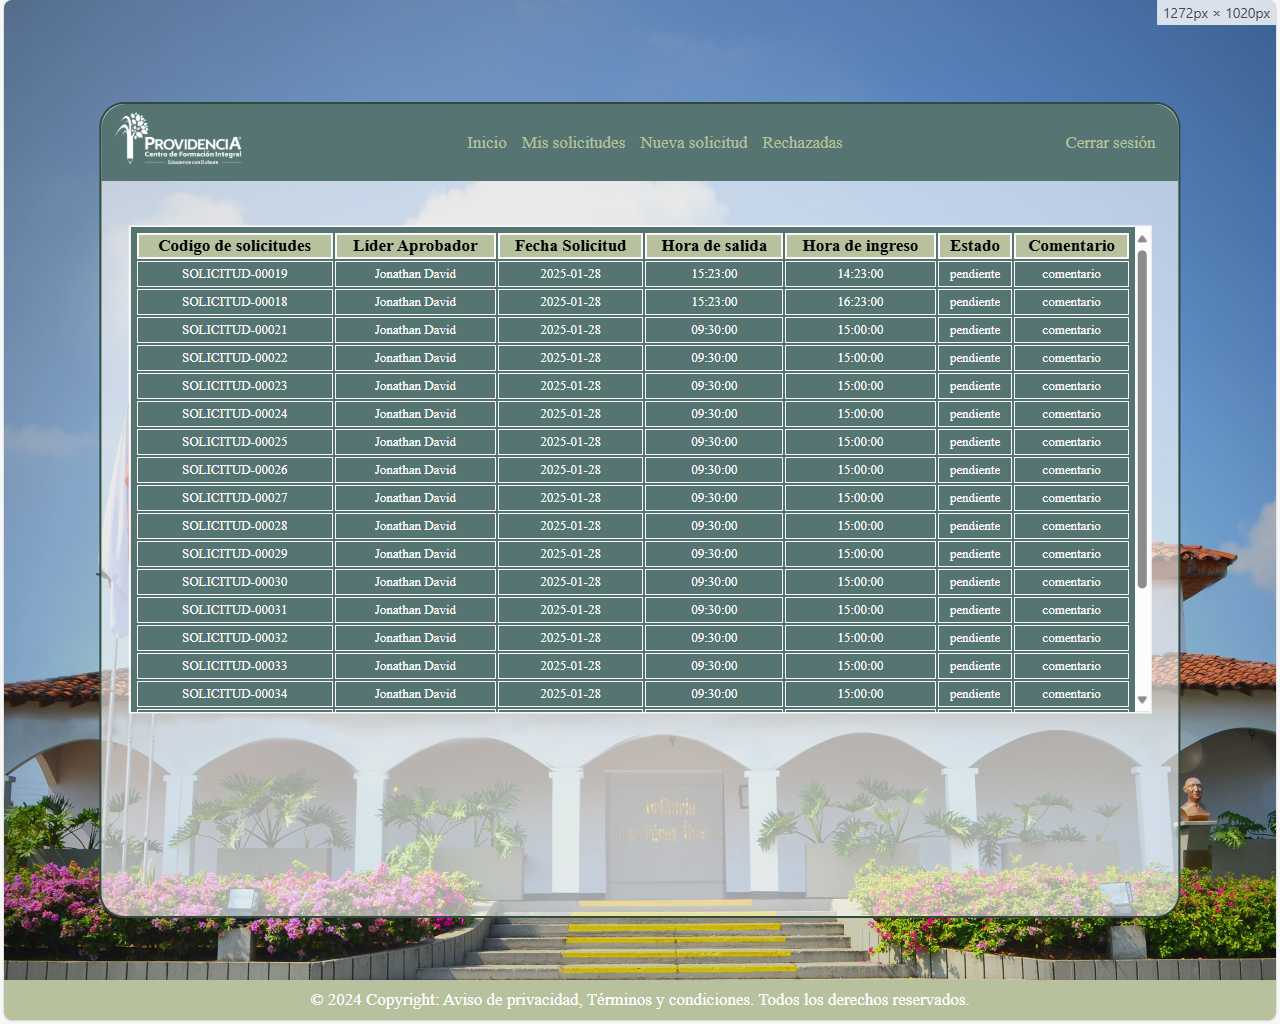 1272px × 1020px
PROVIDENCIA
Centro de Formación Integral
Inicio Mis solicitudes Nueva solicitud Rechazadas Cerrar sesión
Codigo de solicitudes Líder Aprobador Fecha Solicitud Hora de salida Hora de ingreso Estado Comentario
SOLICITUD-00019 Jonathan David 2025-01-28 15:23:00 14:23:00 pendiente comentario
SOLICITUD-00018 Jonathan David 2025-01-28 15:23:00 16:23:00 pendiente comentario
SOLICITUD-00021 Jonathan David 2025-01-28 09:30:00 15:00:00 pendiente comentario
SOLICITUD-00022 Jonathan David 2025-01-28 09:30:00 15:00:00 pendiente comentario
SOLICITUD-00023 Jonathan David 2025-01-28 09:30:00 15:00:00 pendiente comentario
SOLICITUD-00024 Jonathan David 2025-01-28 09:30:00 15:00:00 pendiente comentario
SOLICITUD-00025 Jonathan David 2025-01-28 09:30:00 15:00:00 pendiente comentario
SOLICITUD-00026 Jonathan David 2025-01-28 09:30:00 15:00:00 pendiente comentario
SOLICITUD-00027 Jonathan David 2025-01-28 09:30:00 15:00:00 pendiente comentario
SOLICITUD-00028 Jonathan David 2025-01-28 09:30:00 15:00:00 pendiente comentario
SOLICITUD-00029 Jonathan David 2025-01-28 09:30:00 15:00:00 pendiente comentario
SOLICITUD-00030 Jonathan David 2025-01-28 09:30:00 15:00:00 pendiente comentario
SOLICITUD-00031 Jonathan David 2025-01-28 09:30:00 15:00:00 pendiente comentario
SOLICITUD-00032 Jonathan David 2025-01-28 09:30:00 15:00:00 pendiente comentario
SOLICITUD-00033 Jonathan David 2025-01-28 09:30:00 15:00:00 pendiente comentario
SOLICITUD-00034 Jonathan David 2025-01-28 09:30:00 15:00:00 pendiente comentario
© 2024 Copyright: Aviso de privacidad, Términos y condiciones. Todos los derechos reservados.